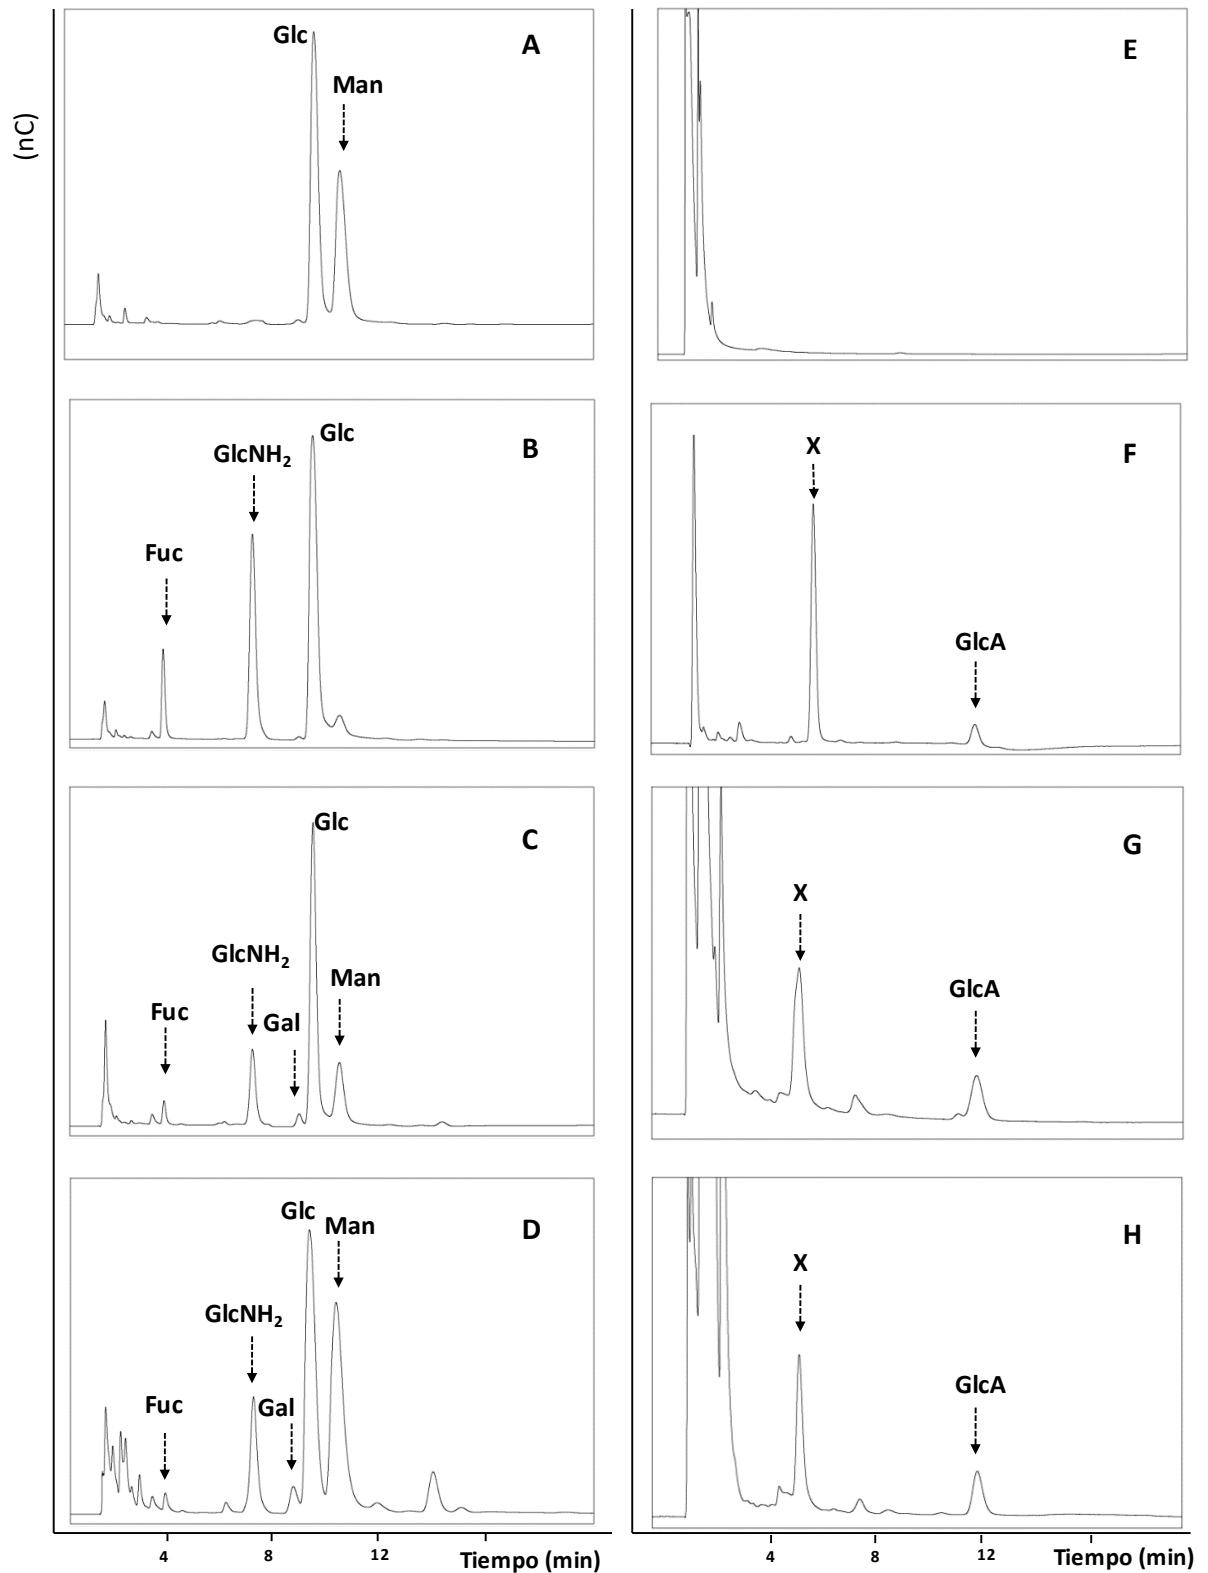 (nC)
Glc
A
Man
Fuc
GlcNH₂
Glc
B
Fuc
GlcNH₂
Gal
Glc
Man
C
Fuc
GlcNH₂
Gal
Glc
Man
D
4
8
12
Tiempo (min)
E
X
GlcA
F
X
GlcA
G
X
GlcA
H
4
8
12
Tiempo (min)